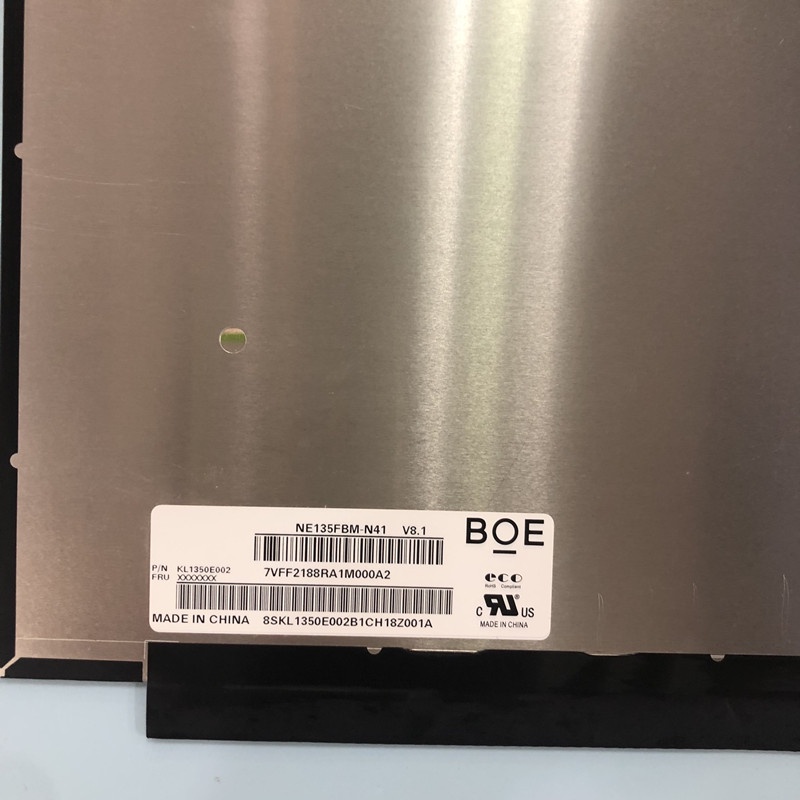 NE135FBM-N41 V8.1
BOE
7VFF2188RA1M000A2
P/N KL1350E002
FRU XXXXXXX
eco
RoHS Compliant
c RU® US
MADE IN CHINA
MADE IN CHINA 8SKL1350E002B1CH18Z001A